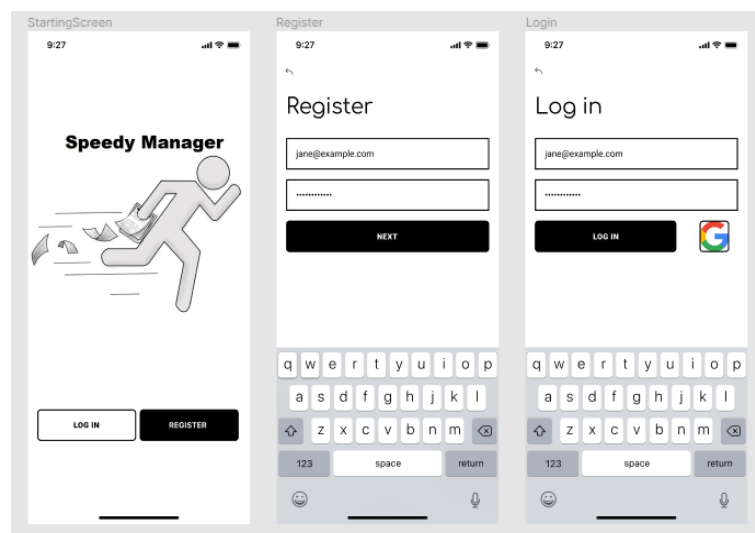 StartingScreen
9:27
Speedy Manager
LOG IN
REGISTER
Register
9:27
Register
jane@example.com
••••••••••••
NEXT
q w e r t y u i o p
a s d f g h j k l
z x c v b n m
123 space return
Login
9:27
Log in
jane@example.com
••••••••••••
LOG IN
G
q w e r t y u i o p
a s d f g h j k l
z x c v b n m
123 space return